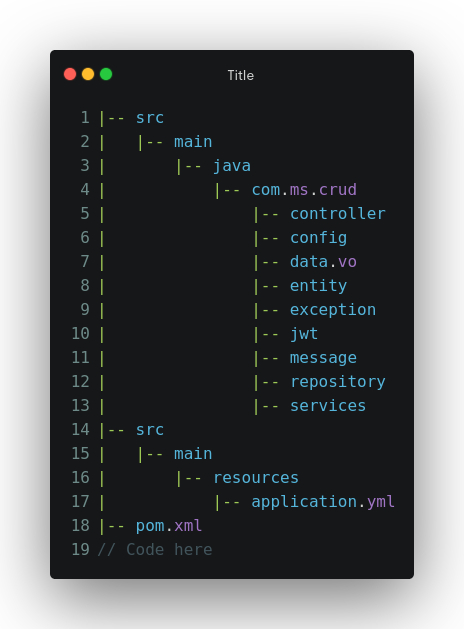 Title
1 |-- src
2 |   |-- main
3 |       |-- java
4 |           |-- com.ms.crud
5 |               |-- controller
6 |               |-- config
7 |               |-- data.vo
8 |               |-- entity
9 |               |-- exception
10 |               |-- jwt
11 |               |-- message
12 |               |-- repository
13 |               |-- services
14 |-- src
15 |   |-- main
16 |       |-- resources
17 |           |-- application.yml
18 |-- pom.xml
19 // Code here